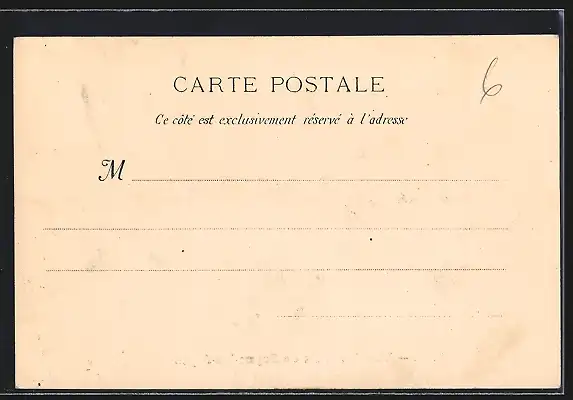 CARTE POSTALE
6
Ce côté est exclusivement réservé à l'adresse
M